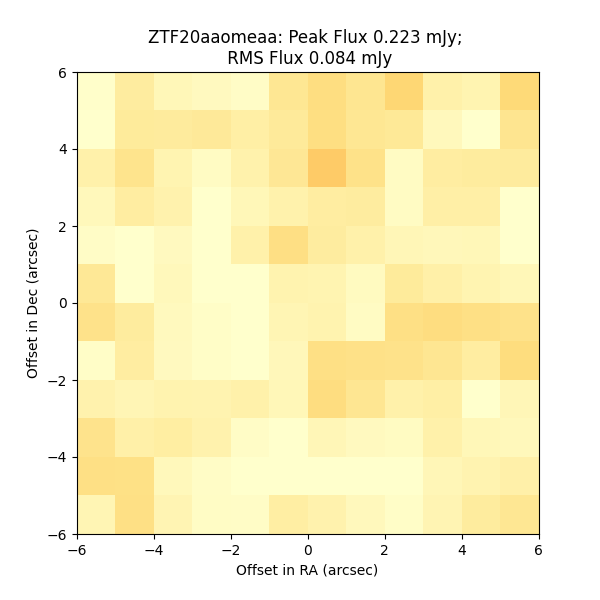 ZTF20aaomeaa: Peak Flux 0.223 mJy;
RMS Flux 0.084 mJy
6
4
2
0
−2
−4
−6
Offset in Dec (arcsec)
−6 −4 −2 0 2 4 6
Offset in RA (arcsec)